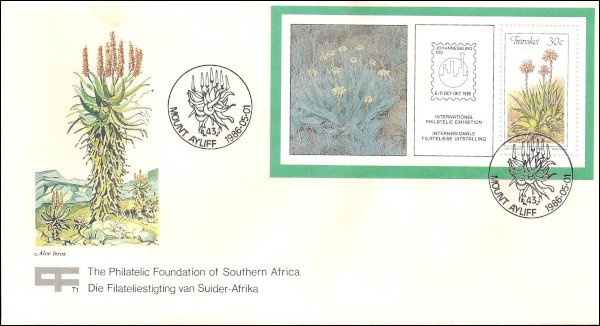 JOHANNESBURG
100
6-11 OCT-OKT 1986
INTERNATIONAL
PHILATELIC EXHIBITION
INTERNASIONALE
FILATELIESE UITSTALLING
Transkei 30c
MOUNT AYLIFF 1986-05-01
43
MOUNT AYLIFF 1986-05-01
43
Aloe ferox
T1
The Philatelic Foundation of Southern Africa
Die Filateliestigting van Suider-Afrika